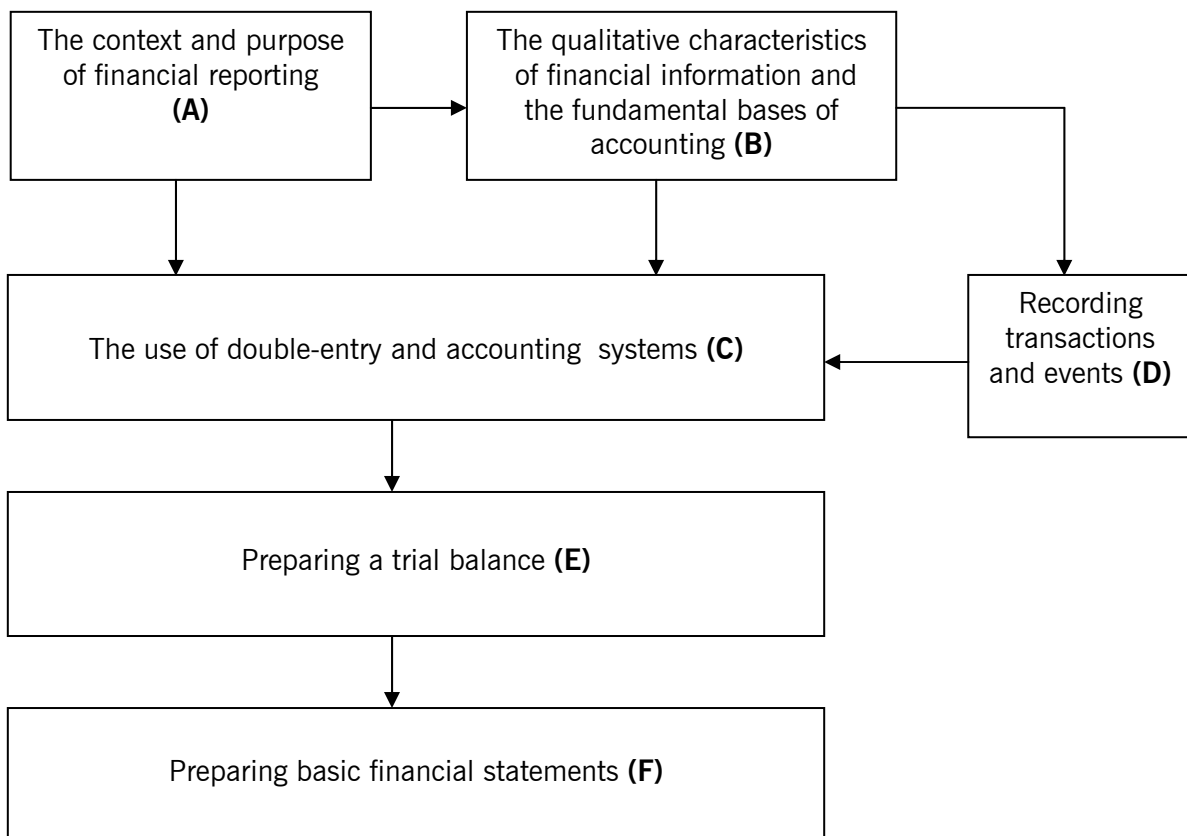 The context and purpose
of financial reporting
(A)
The qualitative characteristics
of financial information and
the fundamental bases of
accounting (B)
The use of double-entry and accounting systems (C)
Recording
transactions
and events (D)
Preparing a trial balance (E)
Preparing basic financial statements (F)